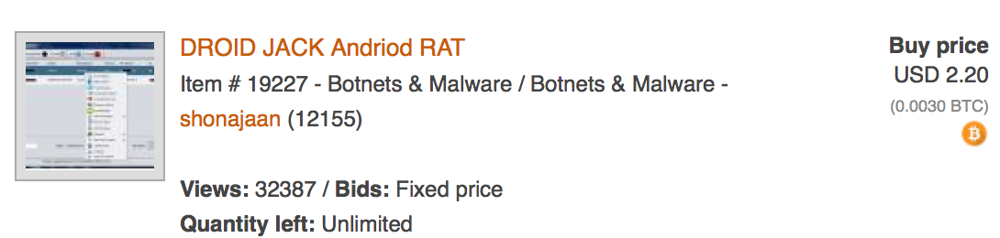 DROID JACK Andriod RAT
Buy price
Item # 19227 - Botnets & Malware / Botnets & Malware -
USD 2.20
shonajaan (12155)
(0.0030 BTC)
Views: 32387 / Bids: Fixed price
Quantity left: Unlimited